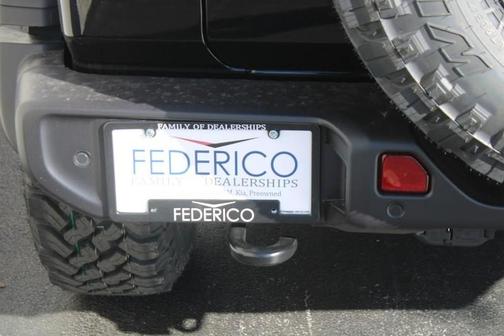 FAMILY OF DEALERSHIPS
FEDERICO
FAMILY DEALERSHIPS
Kia, Preowned
FEDERICO